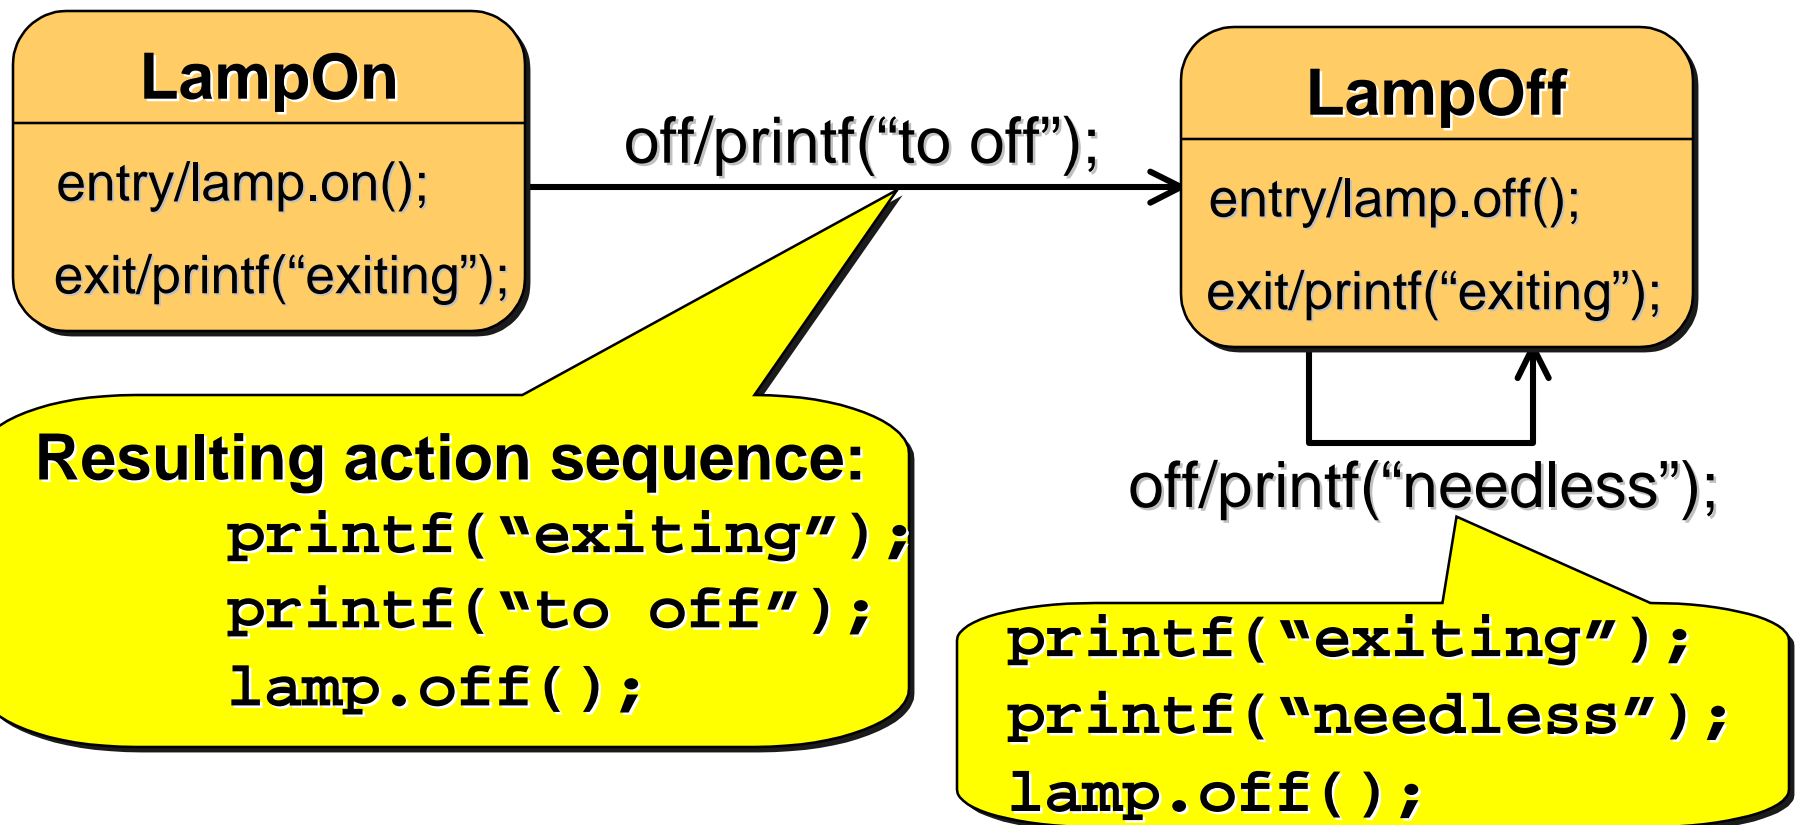 LampOn
entry/lamp.on();
exit/printf(“exiting”);
off/printf(“to off”);
LampOff
entry/lamp.off();
exit/printf(“exiting”);
off/printf(“needless”);
Resulting action sequence:
printf(“exiting”);
printf(“to off”);
lamp.off();
printf(“exiting”);
printf(“needless”);
lamp.off();